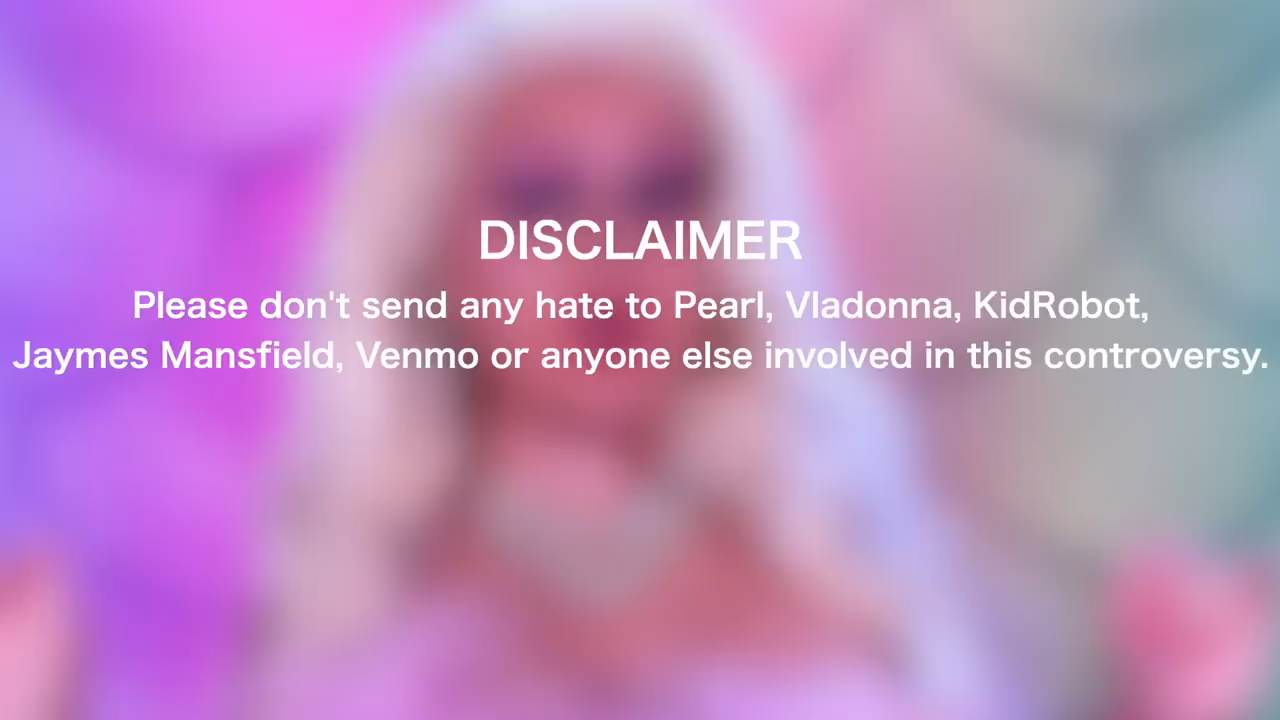 DISCLAIMER
Please don't send any hate to Pearl, Vladonna, KidRobot,
Jaymes Mansfield, Venmo or anyone else involved in this controversy.